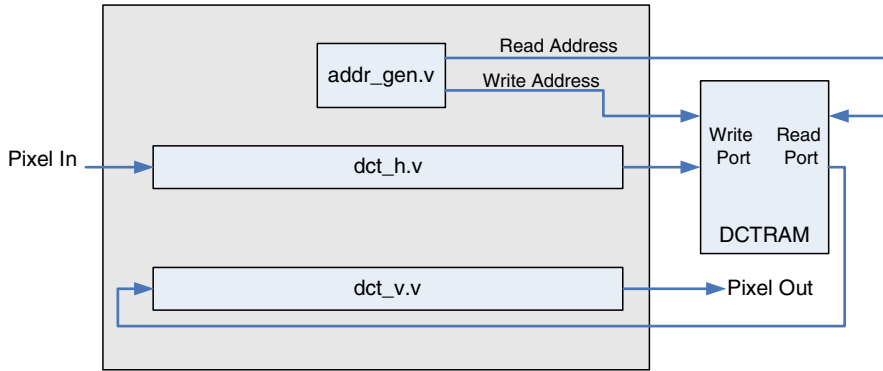 Read Address
addr_gen.v
Write Address
Write Port
Read Port
Pixel In
dct_h.v
DCTRAM
dct_v.v
Pixel Out